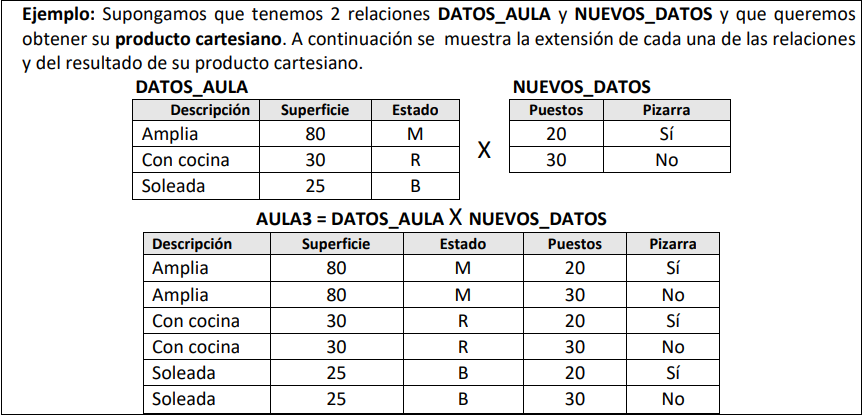 Ejemplo: Supongamos que tenemos 2 relaciones DATOS_AULA y NUEVOS_DATOS y que queremos
obtener su producto cartesiano. A continuación se muestra la extensión de cada una de las relaciones
y del resultado de su producto cartesiano.
DATOS_AULA NUEVOS_DATOS
Descripción Superficie Estado Puestos Pizarra
Amplia 80 M 20 Sí
X
Con cocina 30 R 30 No
Soleada 25 B
AULA3 = DATOS_AULA X NUEVOS_DATOS
Descripción Superficie Estado Puestos Pizarra
Amplia 80 M 20 Sí
Amplia 80 M 30 No
Con cocina 30 R 20 Sí
Con cocina 30 R 30 No
Soleada 25 B 20 Sí
Soleada 25 B 30 No